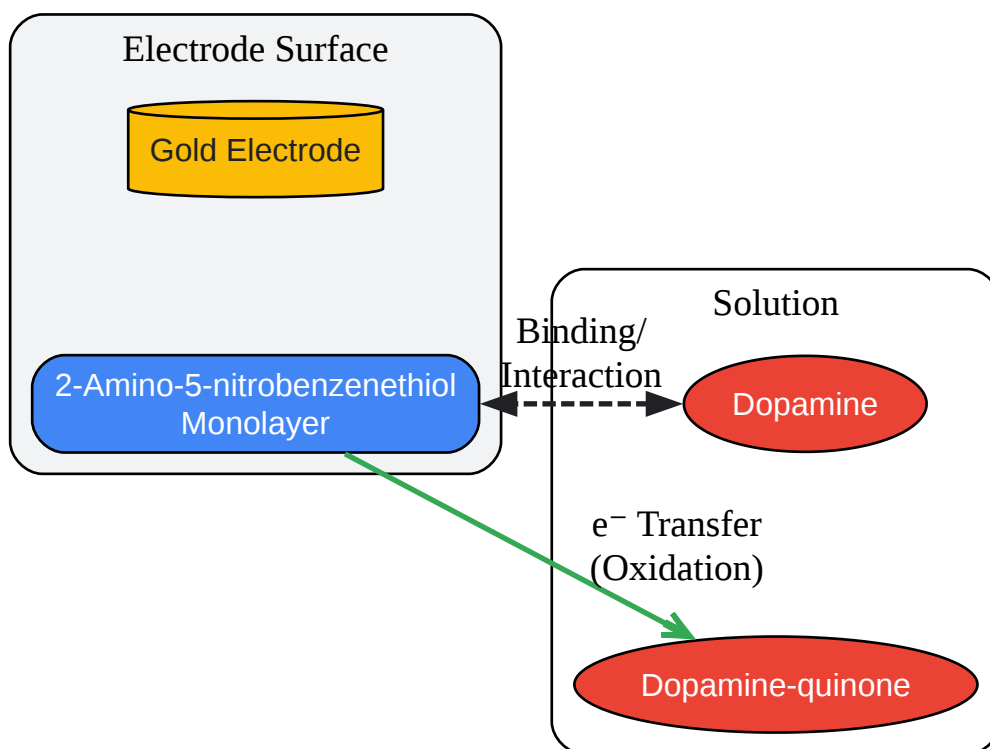 Electrode Surface
Gold Electrode
Solution
Binding/
Interaction
2-Amino-5-nitrobenzenethiol
Monolayer
Dopamine
e⁻ Transfer
(Oxidation)
Dopamine-quinone